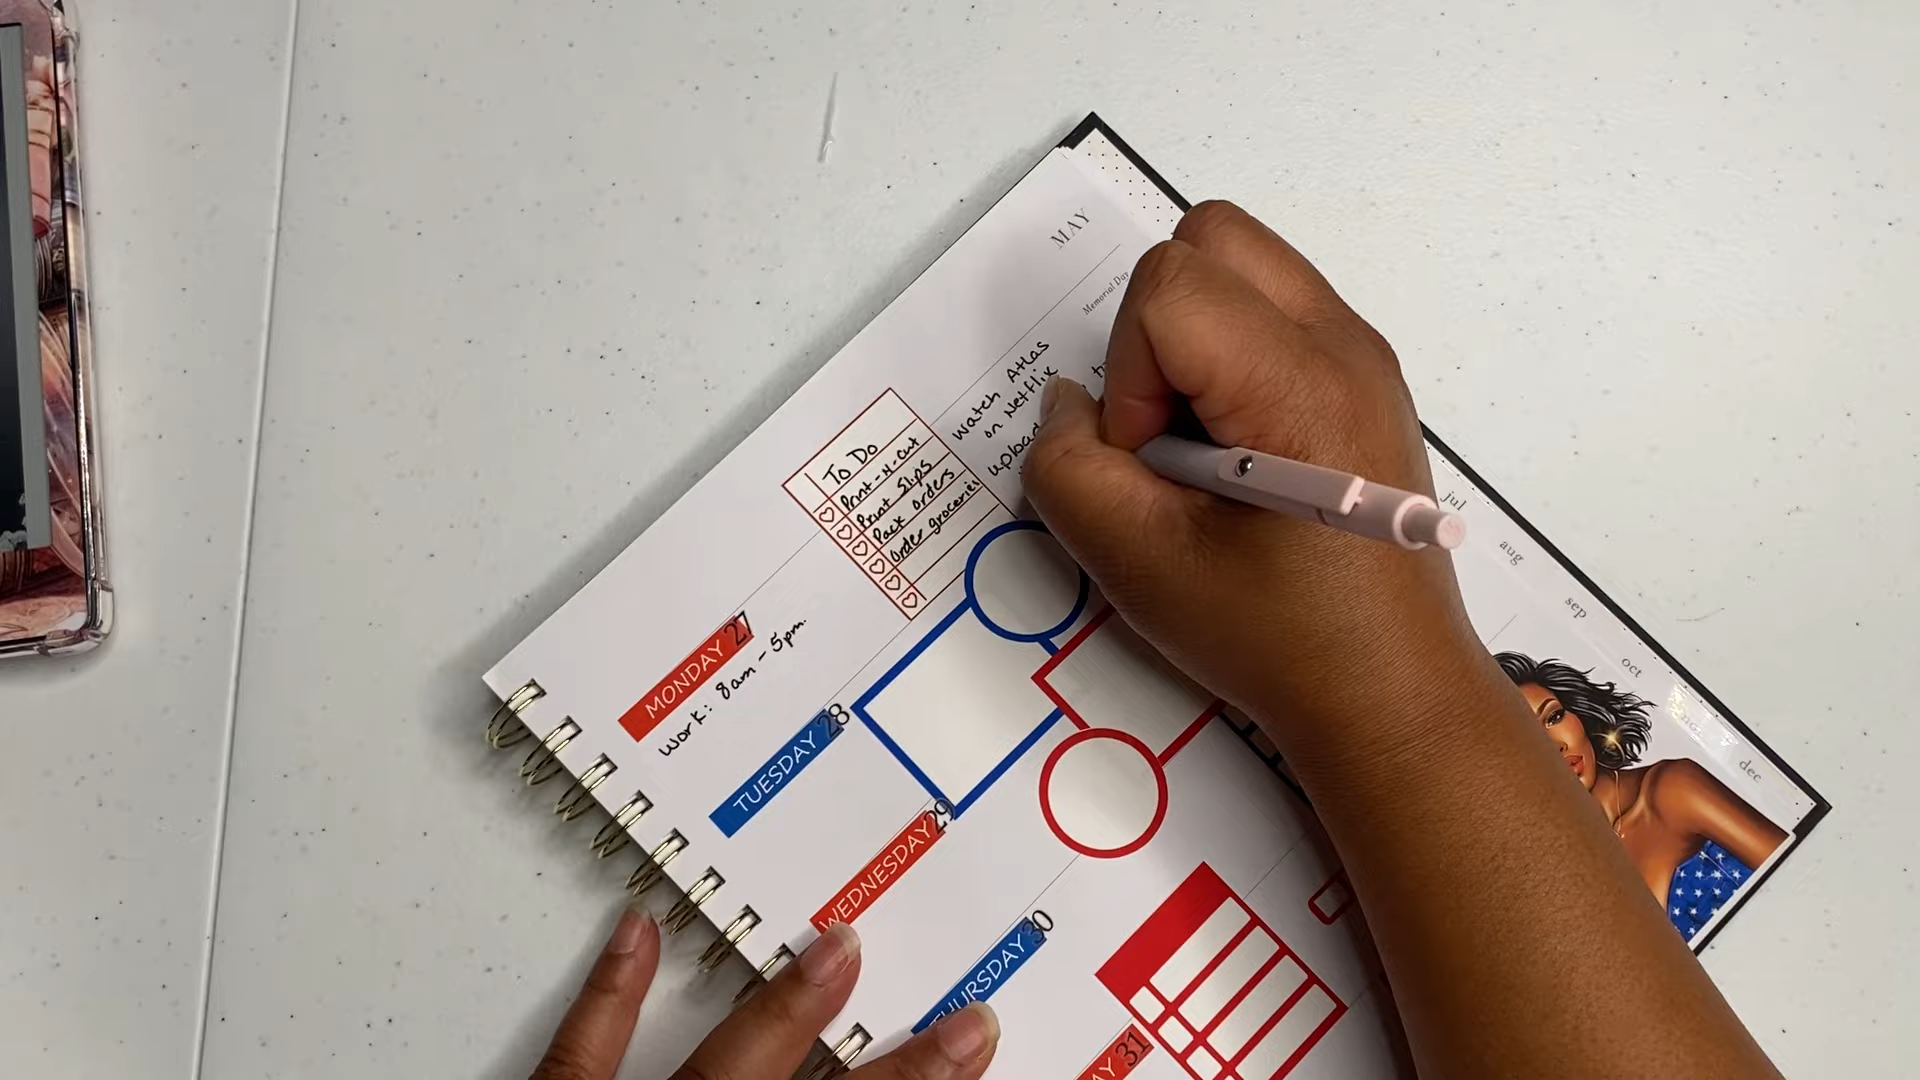 MAY
Memorial Day
MONDAY 27
Work: 8am - 5pm.
To Do
Print-N-Cut
Print Slips
Pack orders
Order groceries
Watch Atlas
on Netflix
upload
TUESDAY 28
WEDNESDAY 29
THURSDAY 30
31
jul
aug
sep
oct
dec